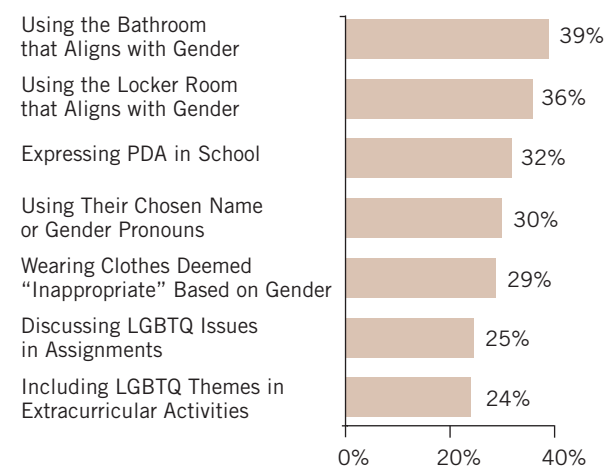 Using the Bathroom
that Aligns with Gender
39%
Using the Locker Room
that Aligns with Gender
36%
Expressing PDA in School
32%
Using Their Chosen Name
or Gender Pronouns
30%
Wearing Clothes Deemed
“Inappropriate” Based on Gender
29%
Discussing LGBTQ Issues
in Assignments
25%
Including LGBTQ Themes in
Extracurricular Activities
24%
0% 20% 40%